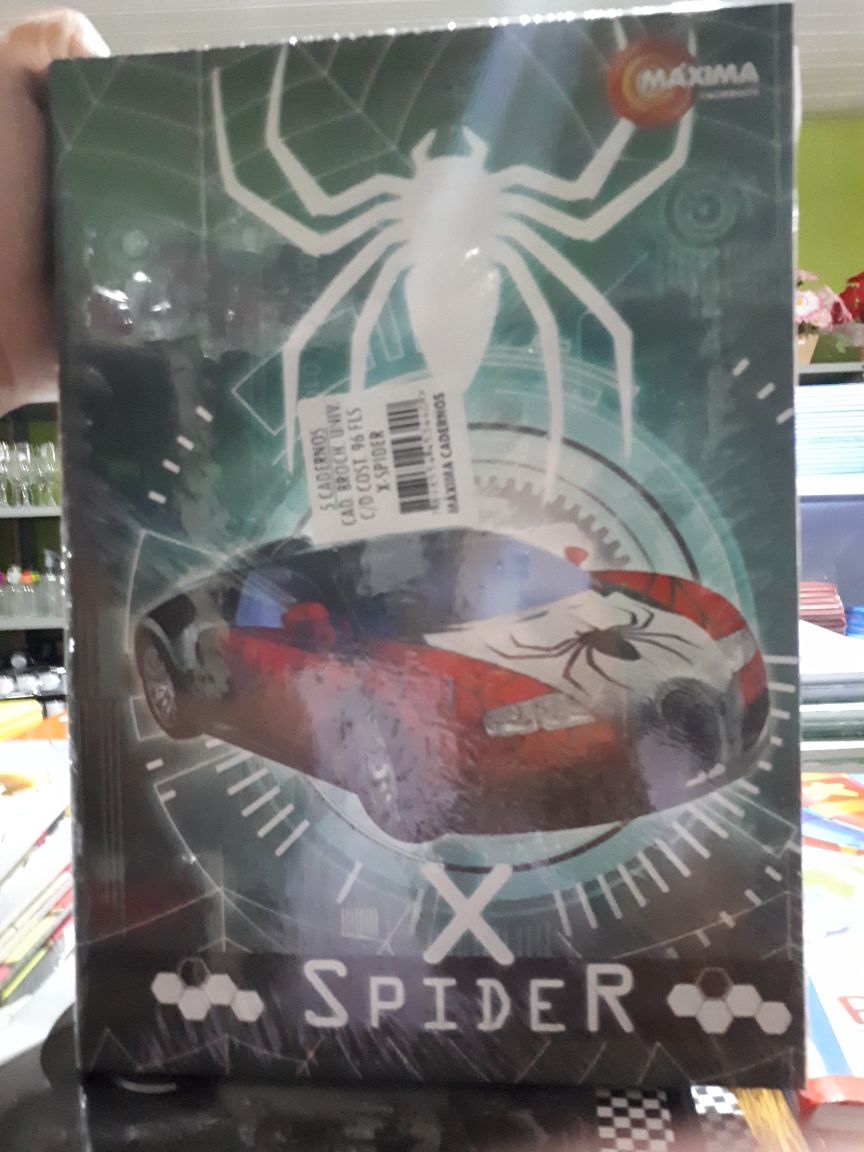 MÁXIMA
5 CADERNOS
CAD. BROCH. UNIV.
C/D COST. 96 FLS
X-SPIDER
MÁXIMA CADERNOS
X
SPIDER